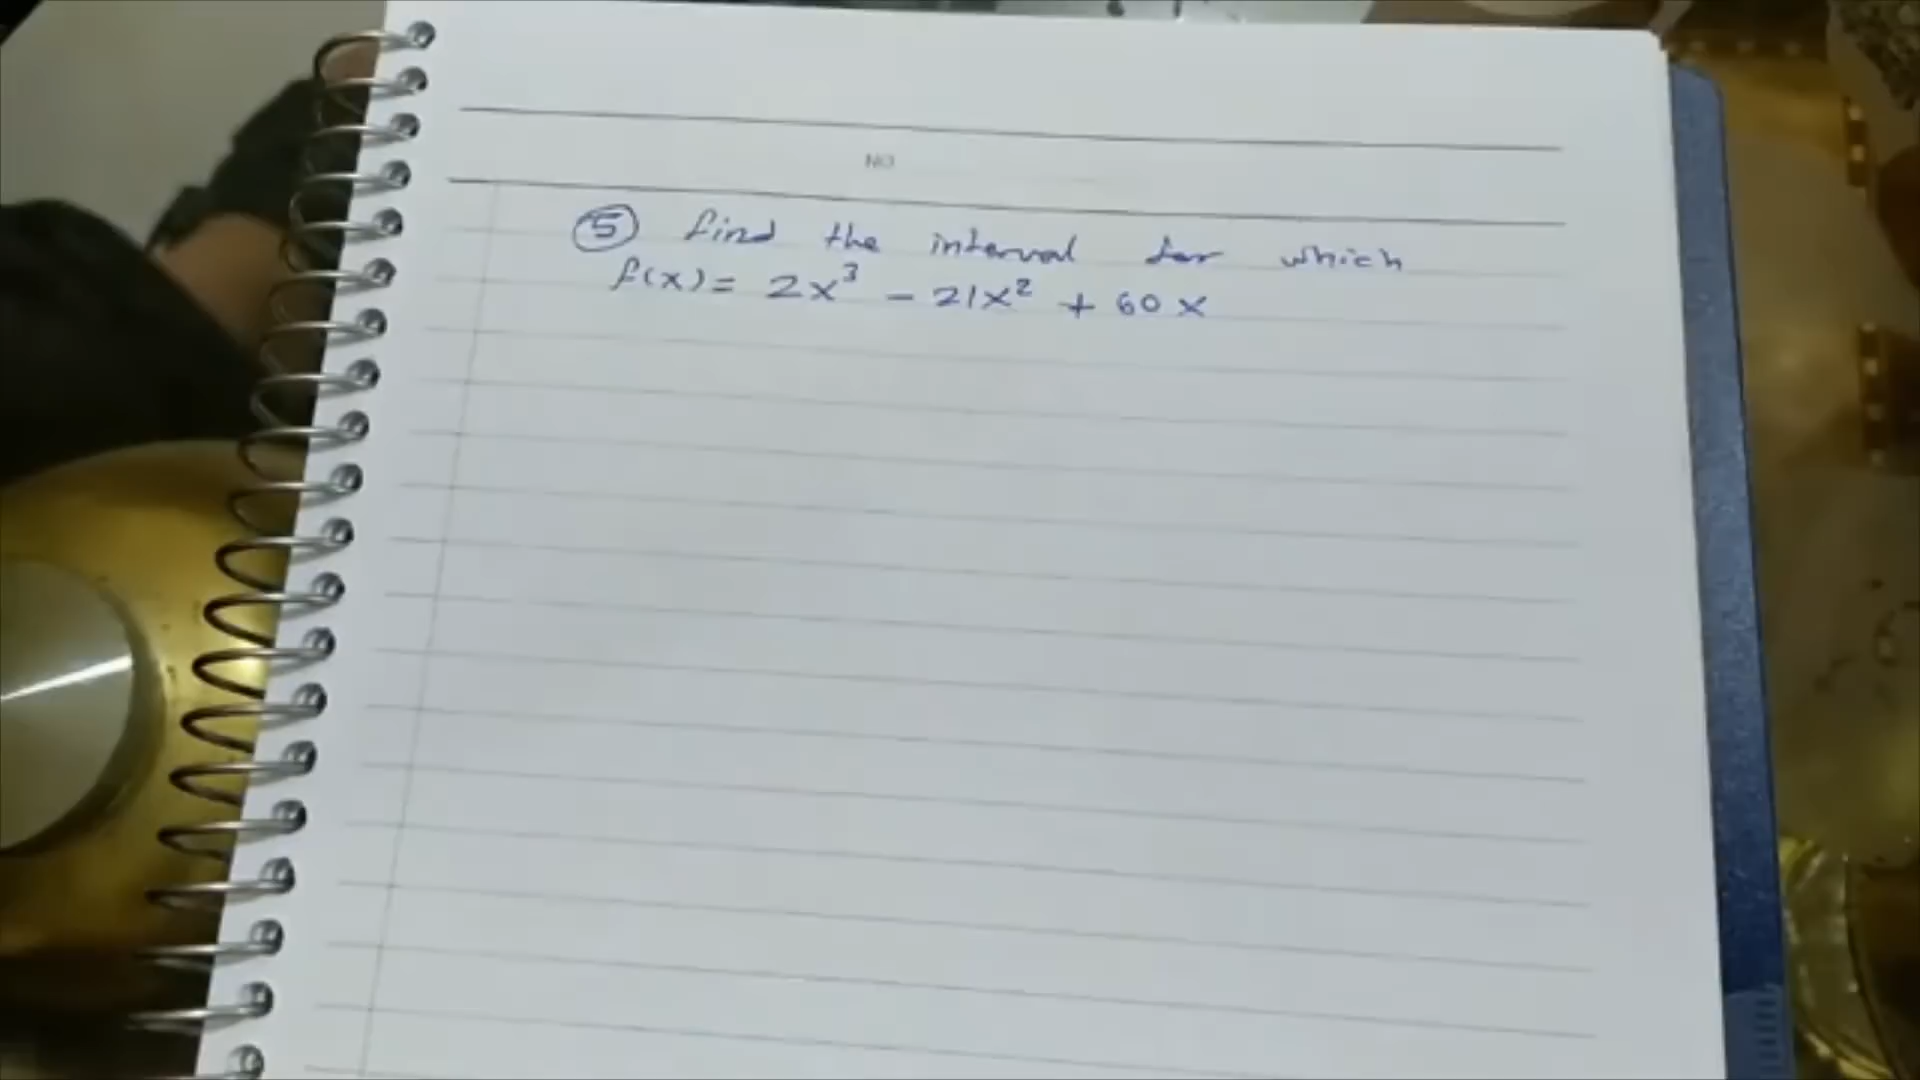 NO
⑤ find the interval for which
f(x) = 2x³ - 21x² + 60x